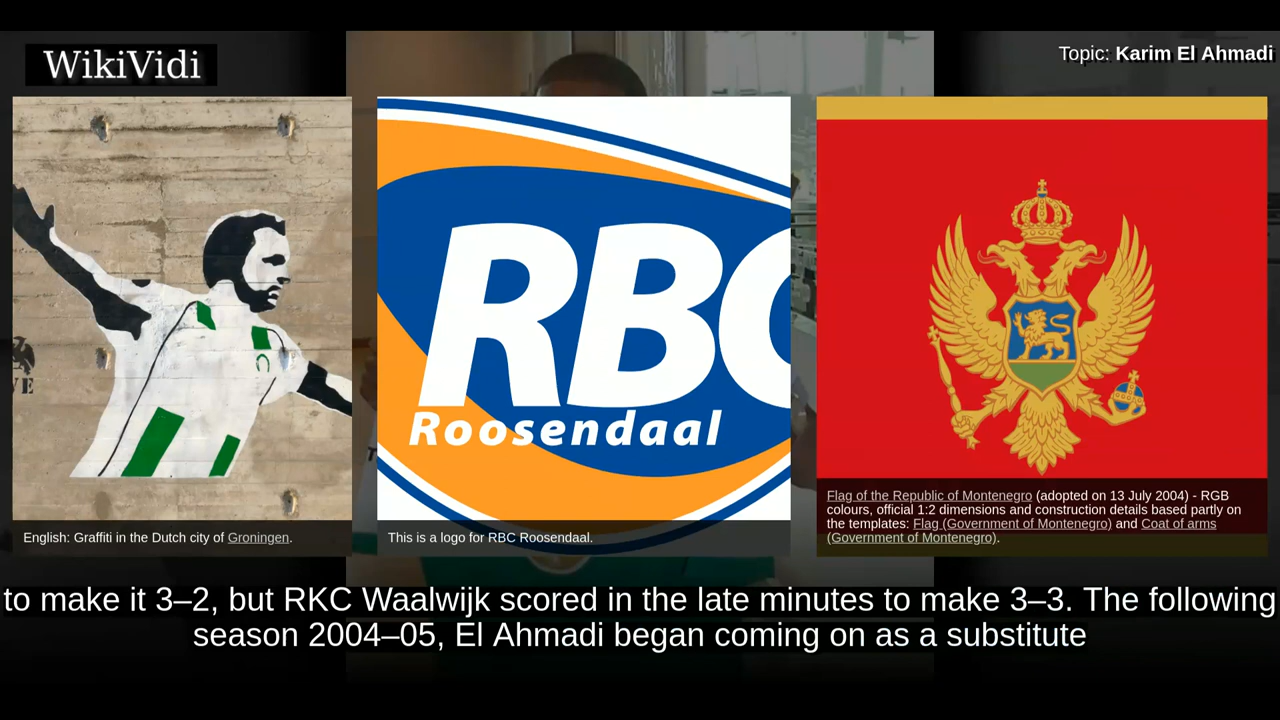 WikiVidi
Topic: Karim El Ahmadi
VE
English: Graffiti in the Dutch city of Groningen.
RBC
Roosendaal
This is a logo for RBC Roosendaal.
Flag of the Republic of Montenegro (adopted on 13 July 2004) - RGB
colours, official 1:2 dimensions and construction details based partly on
the templates: Flag (Government of Montenegro) and Coat of arms
(Government of Montenegro).
to make it 3–2, but RKC Waalwijk scored in the late minutes to make 3–3. The following
season 2004–05, El Ahmadi began coming on as a substitute